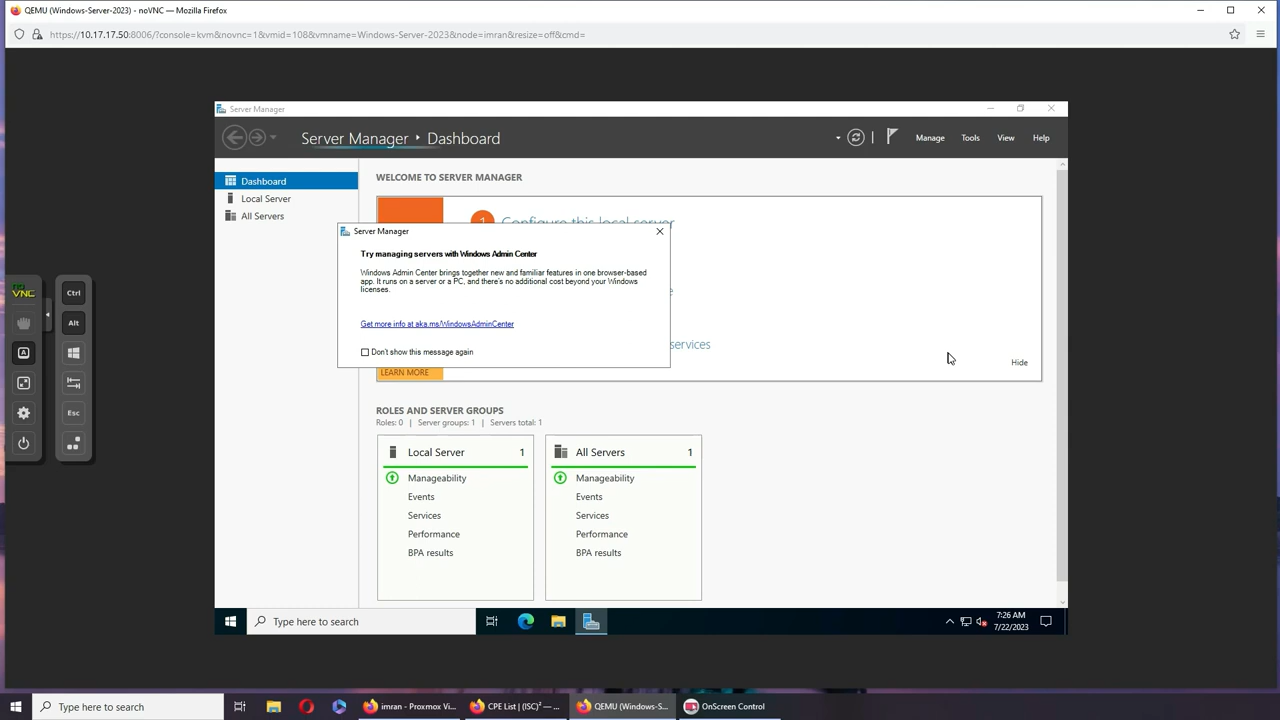 QEMU (Windows-Server-2023) - noVNC — Mozilla Firefox
https://10.17.17.50:8006/?console=kvm&novnc=1&vmid=108&vmname=Windows-Server-2023&node=imran&resize=off&cmd=
Server Manager
Server Manager ‣ Dashboard
Manage
Tools
View
Help
Dashboard
Local Server
All Servers
WELCOME TO SERVER MANAGER
1 Configure this local server
Server Manager
Try managing servers with Windows Admin Center
Windows Admin Center brings together new and familiar features in one browser-based
app. It runs on a server or a PC, and there's no additional cost beyond your Windows
licenses.
Get more info at aka.ms/WindowsAdminCenter
Don't show this message again
services
Hide
LEARN MORE
ROLES AND SERVER GROUPS
Roles: 0 | Server groups: 1 | Servers total: 1
Local Server 1
Manageability
Events
Services
Performance
BPA results
All Servers 1
Manageability
Events
Services
Performance
BPA results
no
VNC
A
Ctrl
Alt
Esc
Type here to search
7:26 AM
7/22/2023
Type here to search
imran - Proxmox Vi...
CPE List | (ISC)² — ...
QEMU (Windows-S...
OnScreen Control